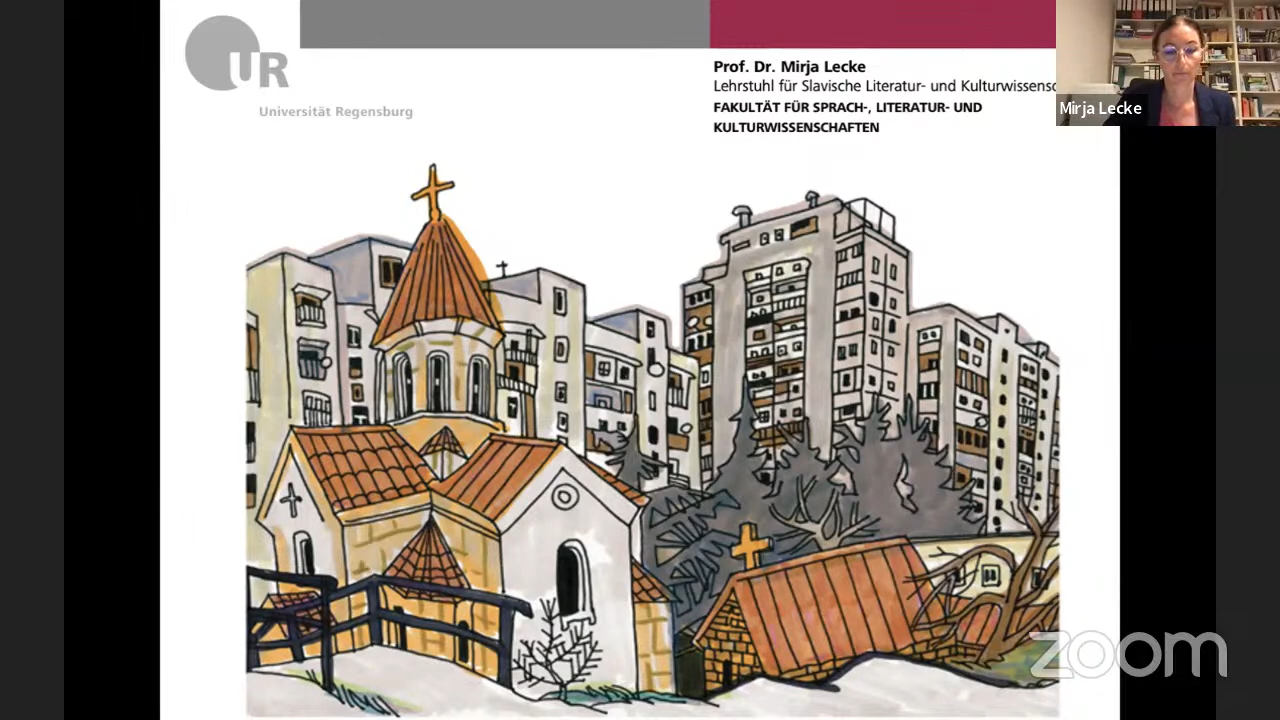 UR
Universität Regensburg
Prof. Dr. Mirja Lecke
Lehrstuhl für Slavische Literatur- und Kulturwissensc
FAKULTÄT FÜR SPRACH-, LITERATUR- UND
KULTURWISSENSCHAFTEN
Mirja Lecke
zoom